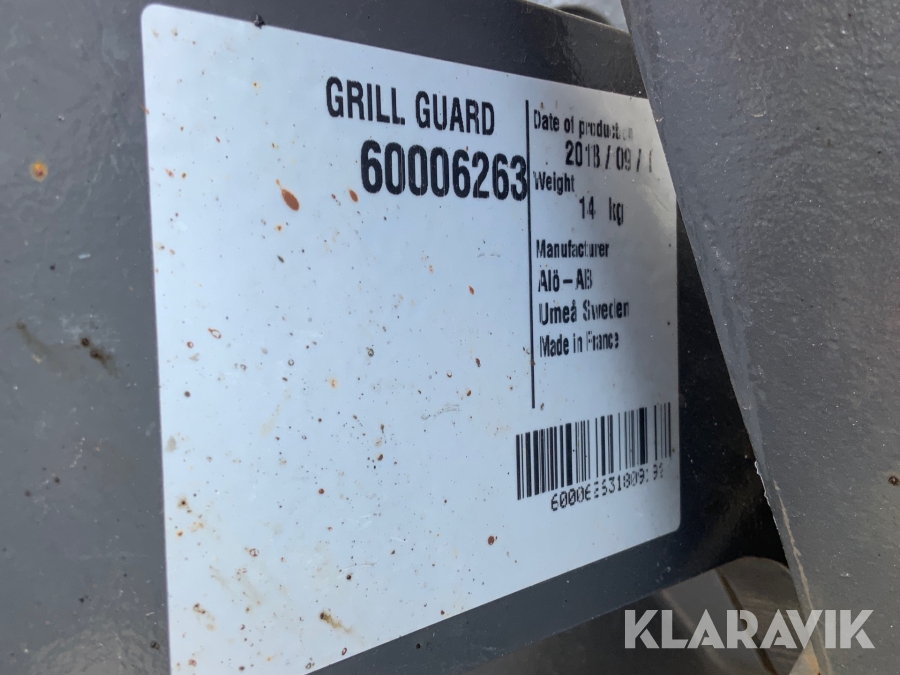 GRILL GUARD
60006263
Date of production
2018 / 09 /
Weight
14 kg
Manufacturer
Alö-AB
Umeå Sweden
Made in France
KLARAVIK